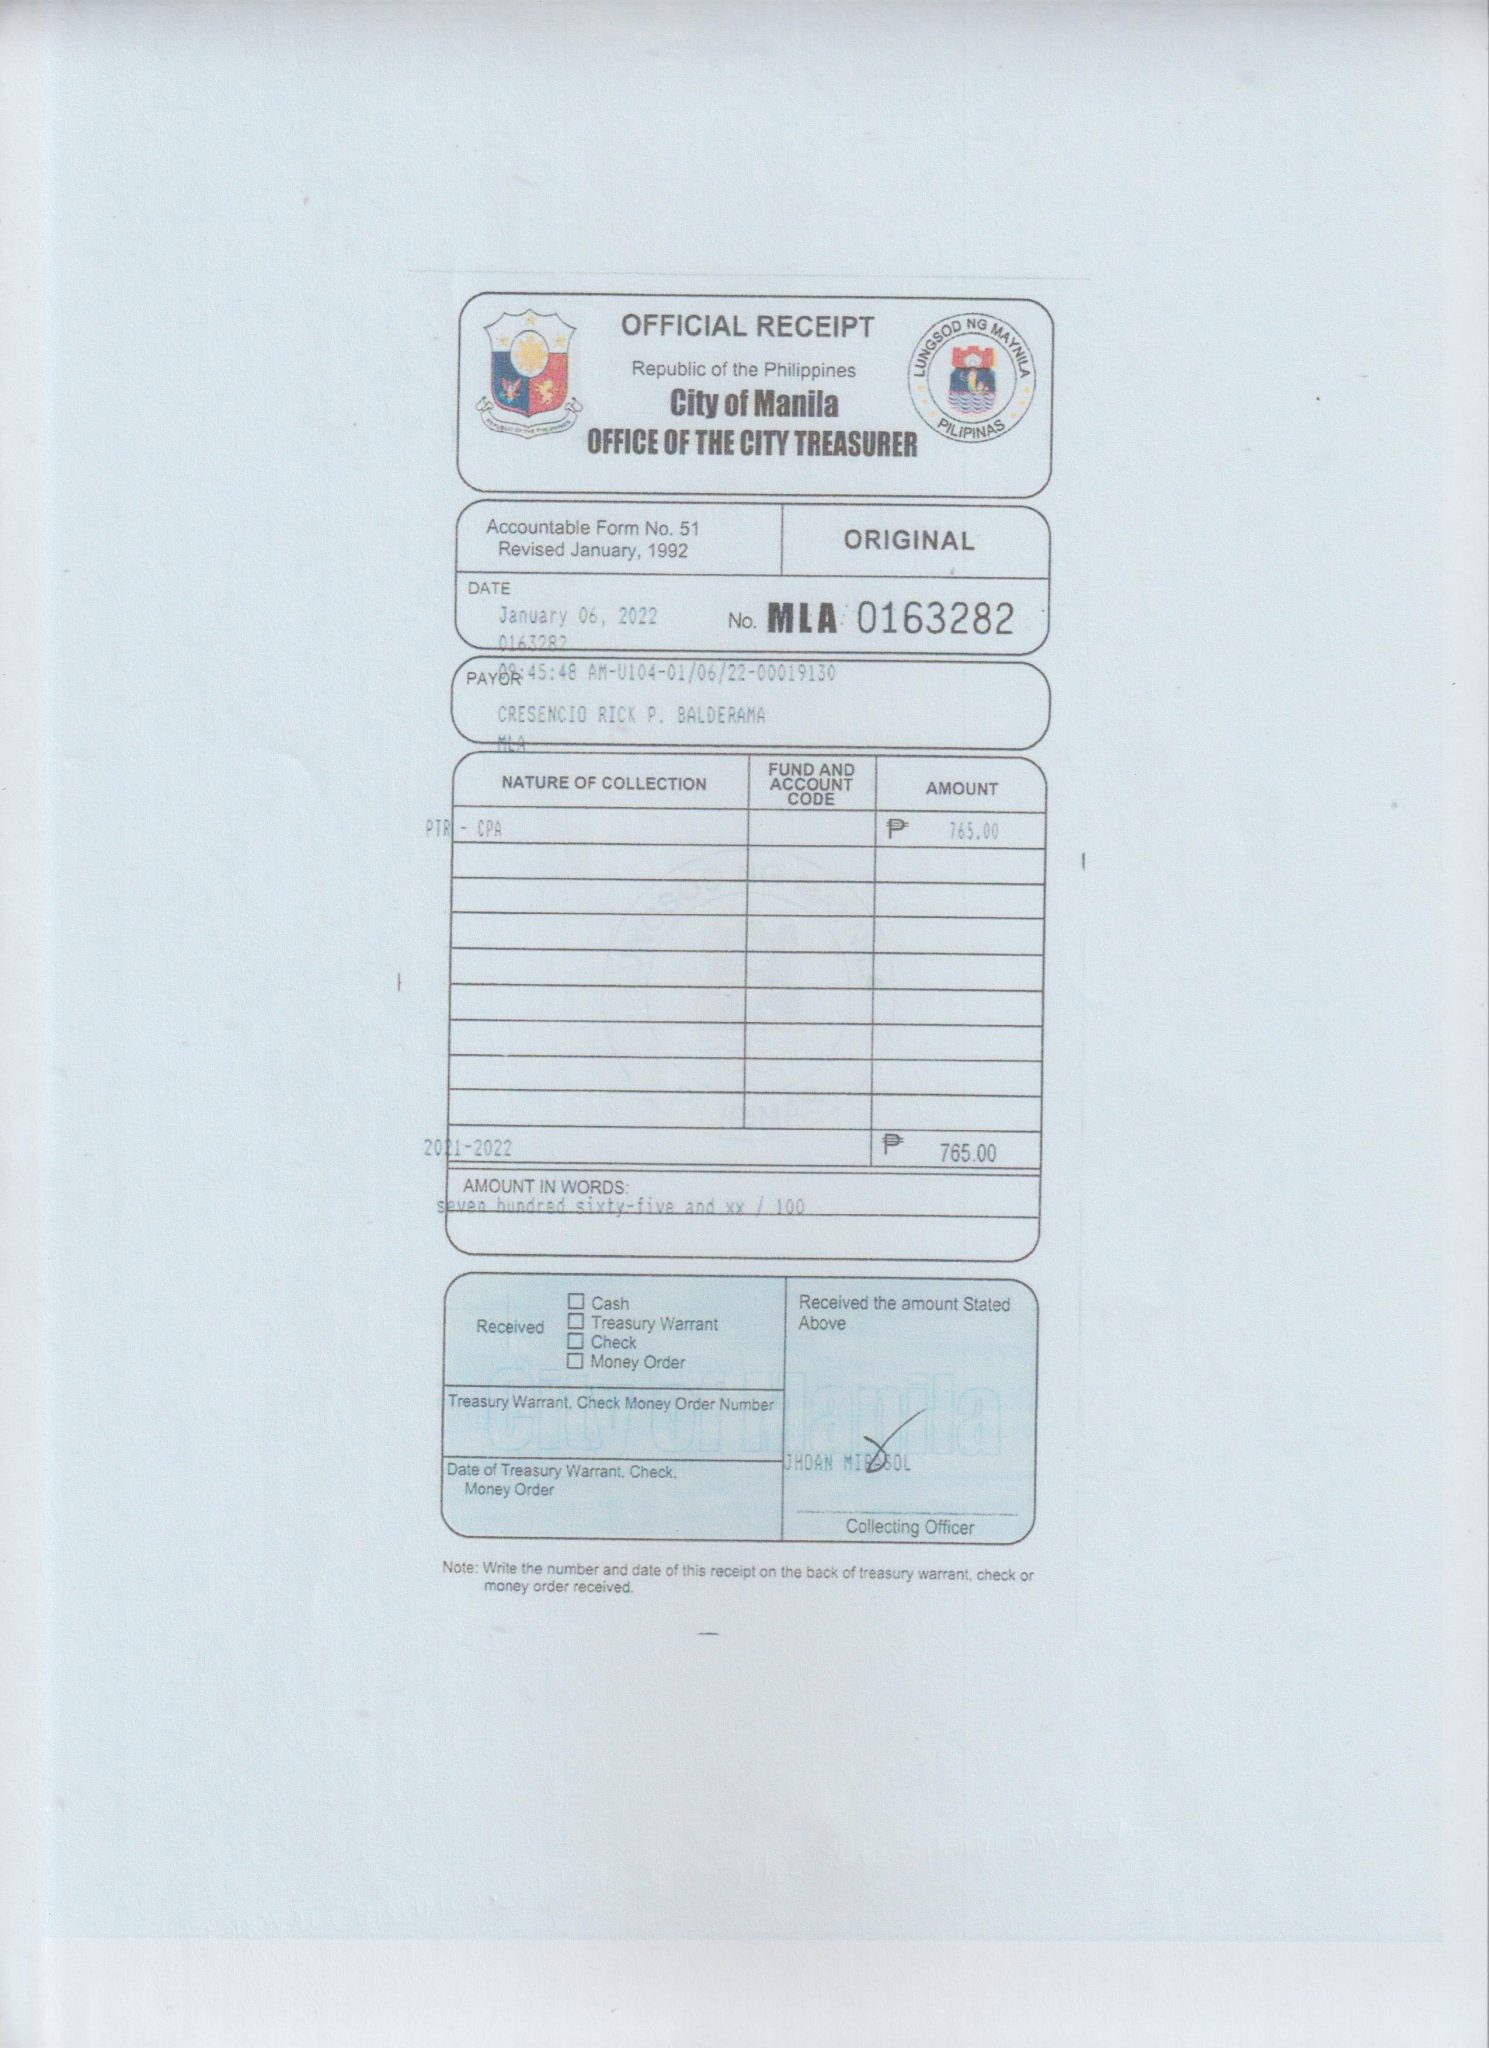 OFFICIAL RECEIPT
Republic of the Philippines
City of Manila
OFFICE OF THE CITY TREASURER
REPUBLIC OF THE PHILIPPINES
LUNGSOD NG MAYNILA
PILIPINAS
Accountable Form No. 51
Revised January, 1992
ORIGINAL
DATE
January 06, 2022
No. MLA 0163282
0163282
PAYOR
09:45:48 AM-U104-01/06/22-00019130
CRESENCIO RICK P. BALDERAMA
MLA
NATURE OF COLLECTION
FUND AND
ACCOUNT
CODE
AMOUNT
PTR - CPA
₱ 765.00
2021-2022
₱ 765.00
AMOUNT IN WORDS:
seven hundred sixty-five and xx / 100
Received
☐ Cash
☐ Treasury Warrant
☐ Check
☐ Money Order
Received the amount Stated
Above
Treasury Warrant, Check Money Order Number
City of Manila
Date of Treasury Warrant, Check,
Money Order
JHOAN MIRASOL
Collecting Officer
Note: Write the number and date of this receipt on the back of treasury warrant, check or
money order received.